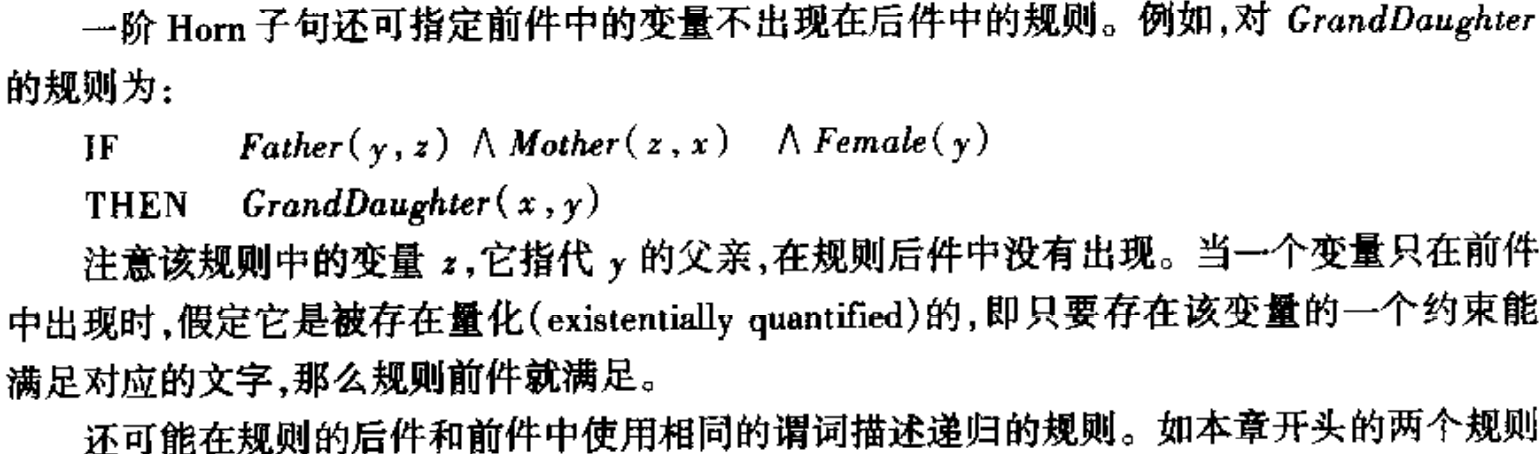 一阶 Horn 子句还可指定前件中的变量不出现在后件中的规则。例如,对 GrandDaughter
的规则为:
IF Father(y,z) ∧ Mother(z,x) ∧ Female(y)
THEN GrandDaughter(x,y)
注意该规则中的变量 z,它指代 y 的父亲,在规则后件中没有出现。当一个变量只在前件
中出现时,假定它是被存在量化(existentially quantified)的,即只要存在该变量的一个约束能
满足对应的文字,那么规则前件就满足。
还可能在规则的后件和前件中使用相同的谓词描述递归的规则。如本章开头的两个规则